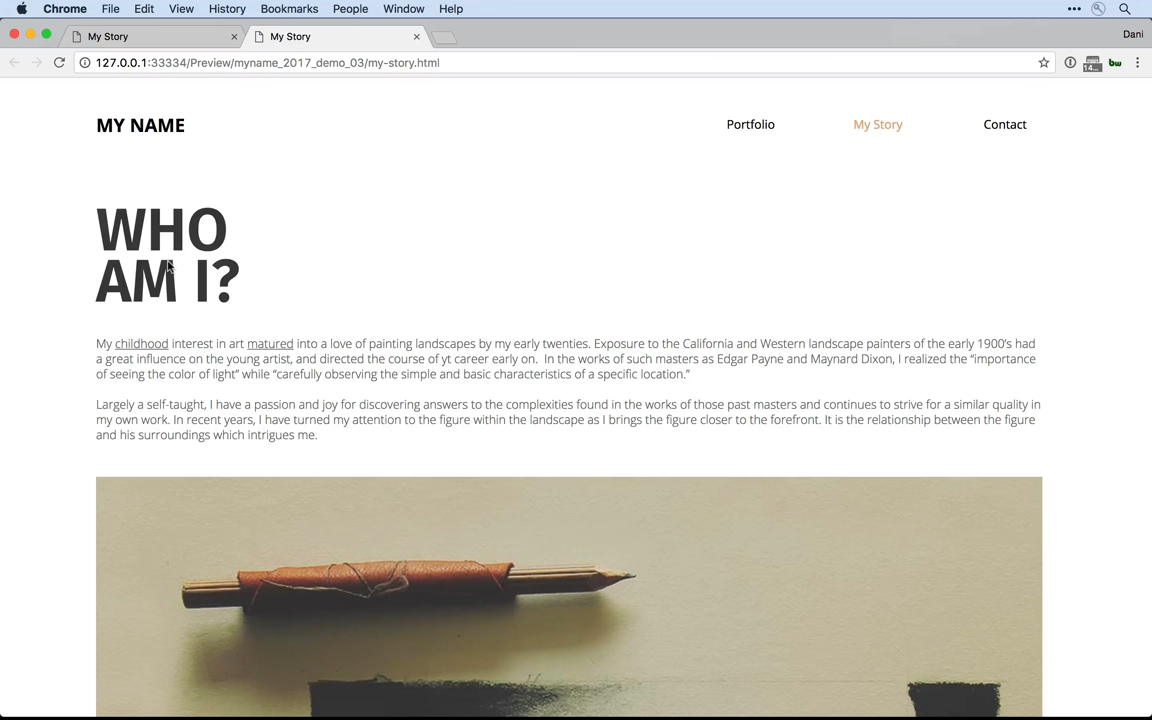 Chrome File Edit View History Bookmarks People Window Help
My Story
My Story
Dani
127.0.0.1:33334/Preview/myname_2017_demo_03/my-story.html
14...
bw
MY NAME
Portfolio
My Story
Contact
WHO
AM I?
My childhood interest in art matured into a love of painting landscapes by my early twenties. Exposure to the California and Western landscape painters of the early 1900’s had
a great influence on the young artist, and directed the course of yt career early on.  In the works of such masters as Edgar Payne and Maynard Dixon, I realized the “importance
of seeing the color of light” while “carefully observing the simple and basic characteristics of a specific location.”
Largely a self-taught, I have a passion and joy for discovering answers to the complexities found in the works of those past masters and continues to strive for a similar quality in
my own work. In recent years, I have turned my attention to the figure within the landscape as I brings the figure closer to the forefront. It is the relationship between the figure
and his surroundings which intrigues me.